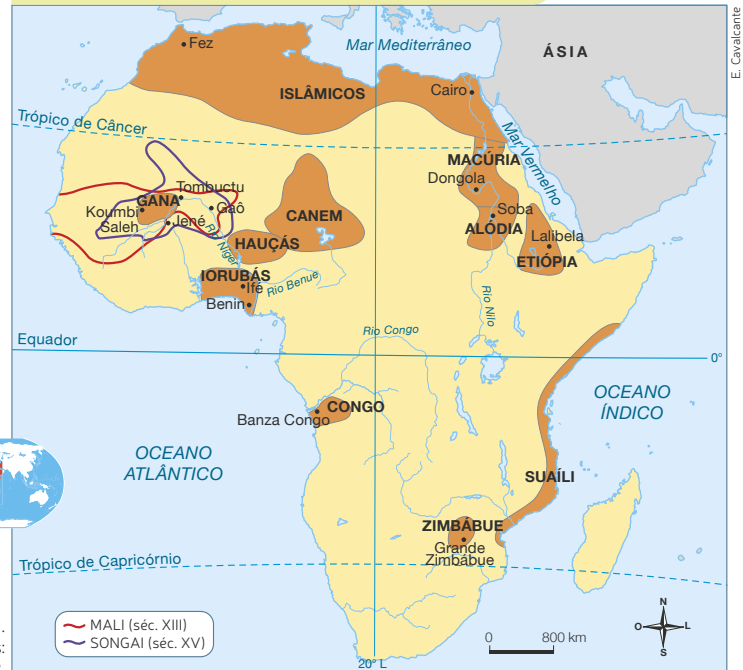 E. Cavalcante
Mar Mediterrâneo
ÁSIA
Fez
ISLÂMICOS
Cairo
Trópico de Câncer
Mar Vermelho
MACÚRIA
Dongola
Tombuctu
GANA
Gaô
Koumbi
Saleh
Jené
CANEM
Soba
ALÓDIA
Lalibela
ETIÓPIA
Rio Níger
HAUÇÁS
IORUBÁS
Ifé
Rio Benue
Benin
Rio Nilo
Equador
Rio Congo
0°
CONGO
Banza Congo
OCEANO
ÍNDICO
OCEANO
ATLÂNTICO
SUAÍLI
ZIMBÁBUE
Grande
Zimbábue
Trópico de Capricórnio
MALI (séc. XIII)
SONGAI (séc. XV)
N
O
L
S
0 800 km
20° L